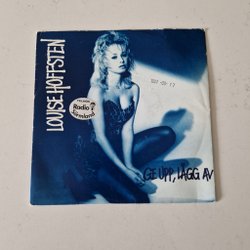 LOUISE HOFFSTEN
Radio
Värmland
GE UPP, LÄGG AV